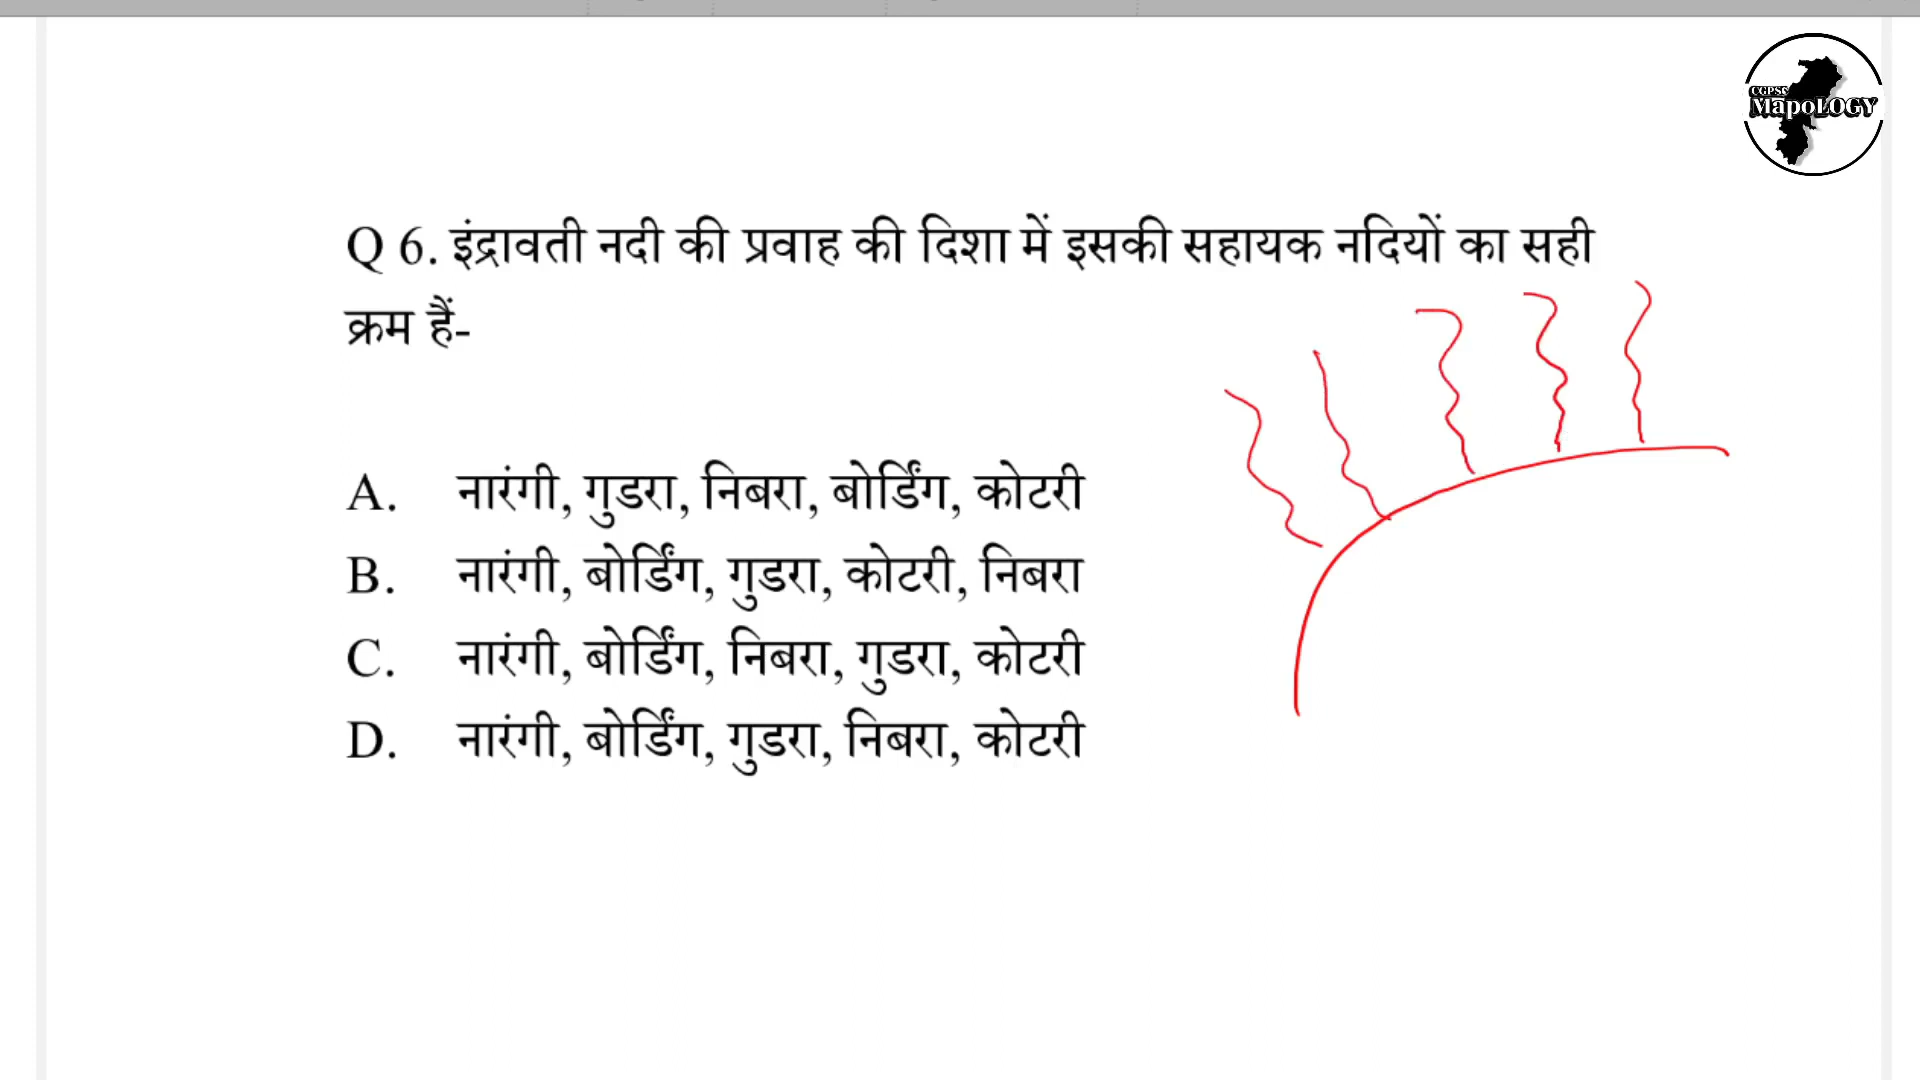 CGPSC
MapoLOGY
Q 6. इंद्रावती नदी की प्रवाह की दिशा में इसकी सहायक नदियों का सही
क्रम हैं-
A. नारंगी, गुडरा, निबरा, बोर्डिंग, कोटरी
B. नारंगी, बोर्डिंग, गुडरा, कोटरी, निबरा
C. नारंगी, बोर्डिंग, निबरा, गुडरा, कोटरी
D. नारंगी, बोर्डिंग, गुडरा, निबरा, कोटरी